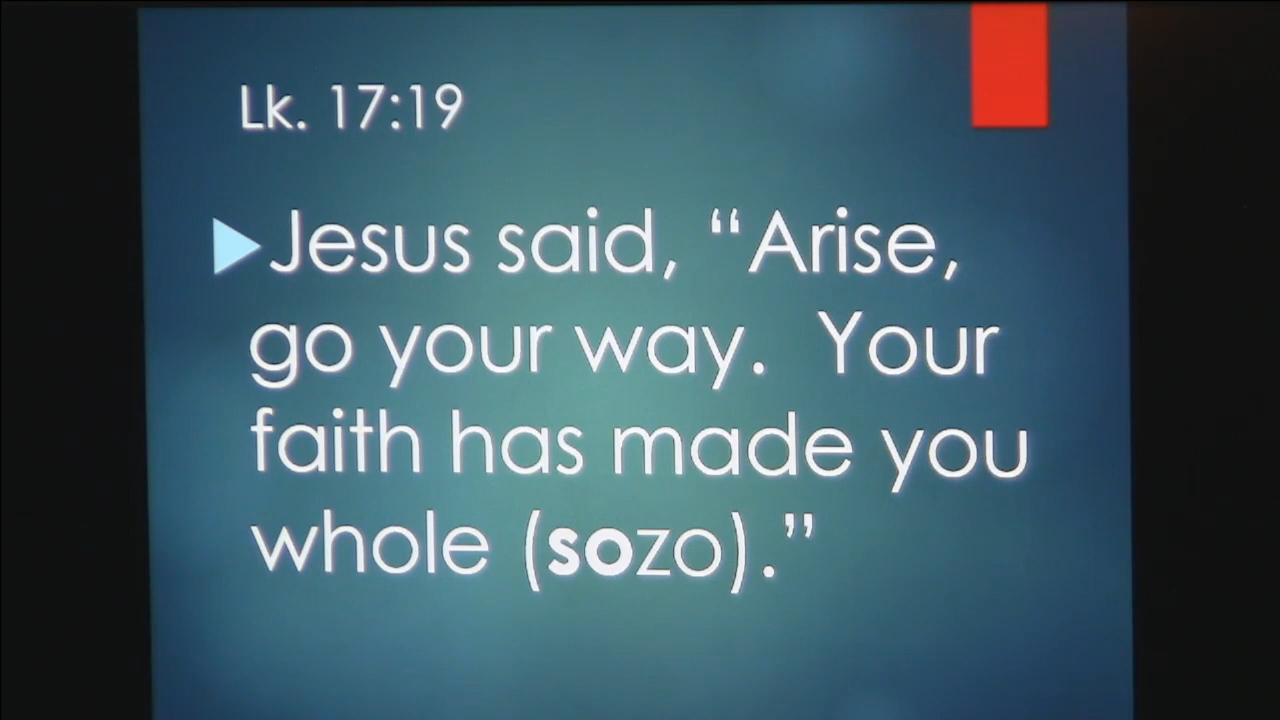 Lk. 17:19
Jesus said, “Arise,
go your way. Your
faith has made you
whole (sozo).”